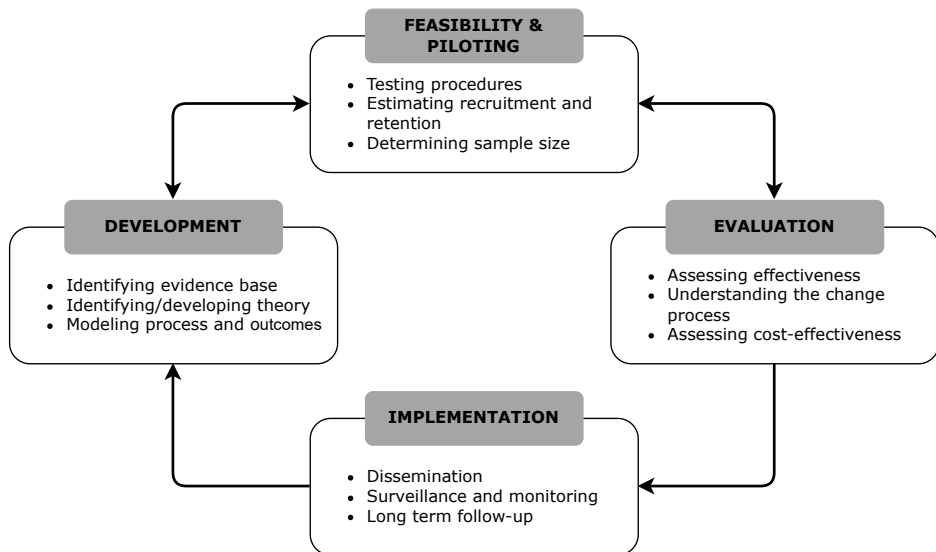 FEASIBILITY &
PILOTING
• Testing procedures
• Estimating recruitment and
retention
• Determining sample size
DEVELOPMENT
• Identifying evidence base
• Identifying/developing theory
• Modeling process and outcomes
EVALUATION
• Assessing effectiveness
• Understanding the change
process
• Assessing cost-effectiveness
IMPLEMENTATION
• Dissemination
• Surveillance and monitoring
• Long term follow-up